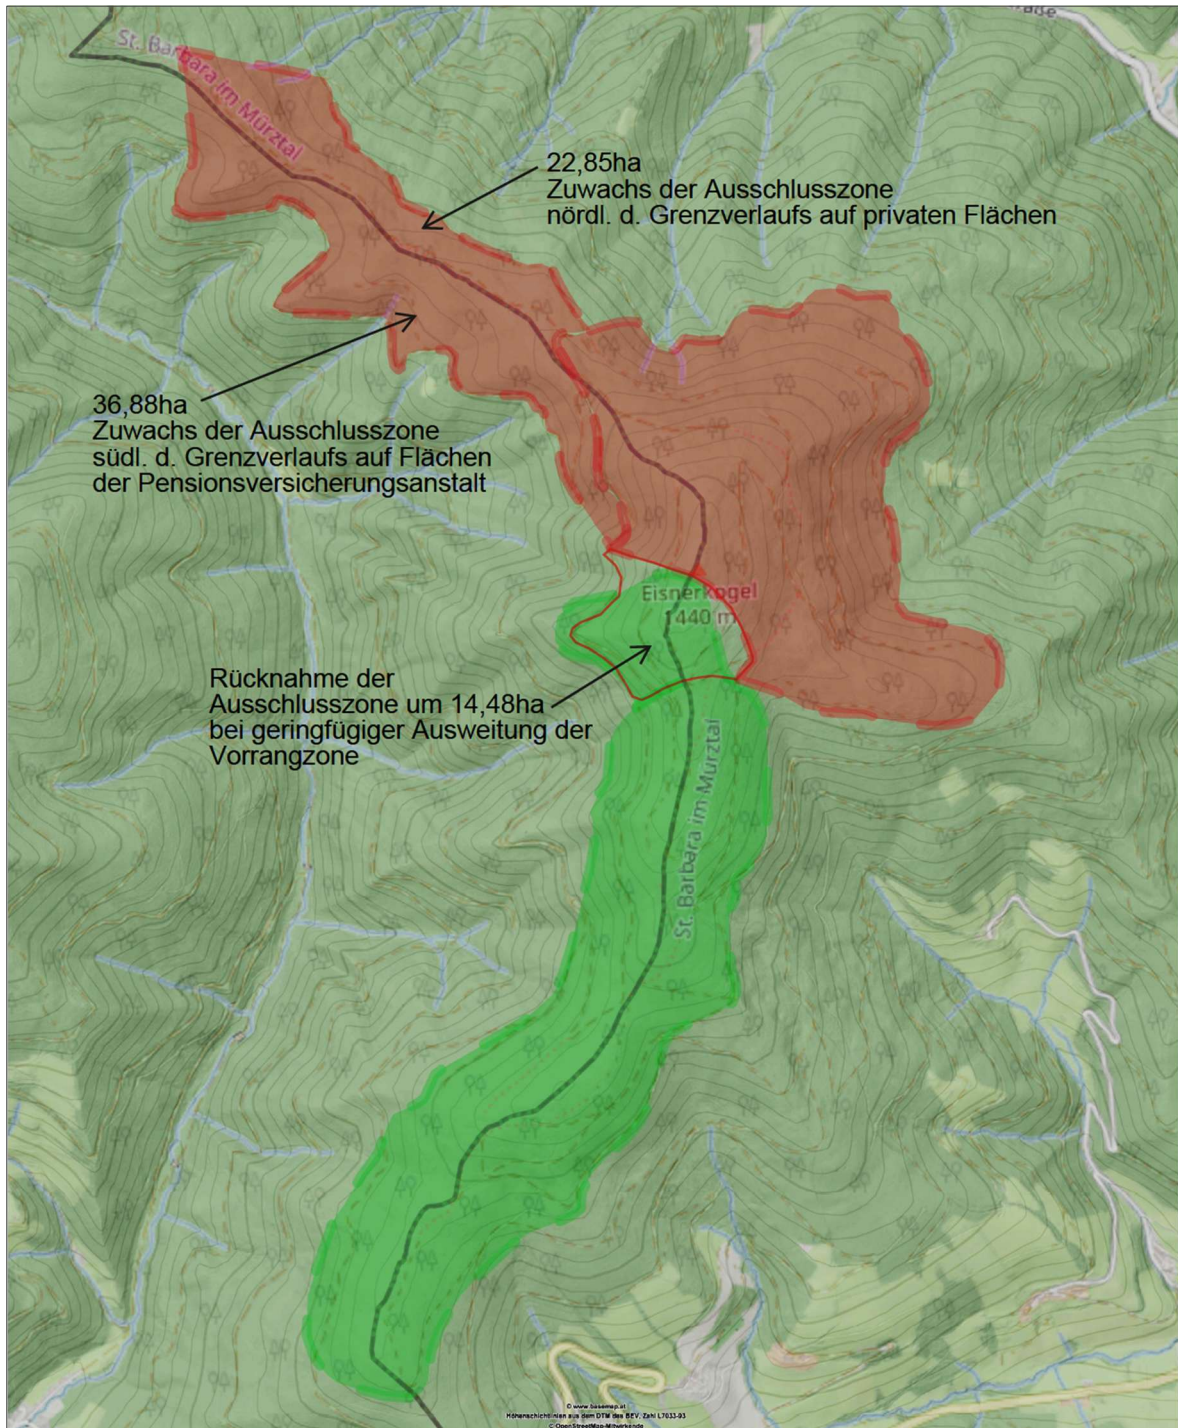 St. Barbara im Mürztal
22,85ha
Zuwachs der Ausschlusszone
nördl. d. Grenzverlaufs auf privaten Flächen
36,88ha
Zuwachs der Ausschlusszone
südl. d. Grenzverlaufs auf Flächen
der Pensionsversicherungsanstalt
Eisnerkogel
1440 m
Rücknahme der
Ausschlusszone um 14,48ha
bei geringfügiger Ausweitung der
Vorrangzone
St. Barbara im Mürztal
© www.basemap.at
Höhenschichtlinien aus dem DTM des BEV, Zahl L7033-93
© OpenStreetMap-Mitwirkende